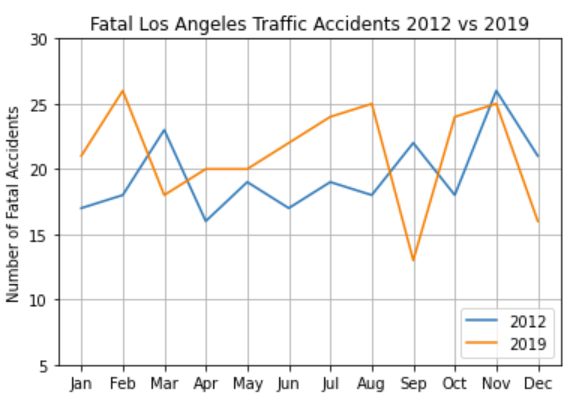 Fatal Los Angeles Traffic Accidents 2012 vs 2019
Number of Fatal Accidents
30
25
20
15
10
5
Jan Feb Mar Apr May Jun Jul Aug Sep Oct Nov Dec
2012
2019